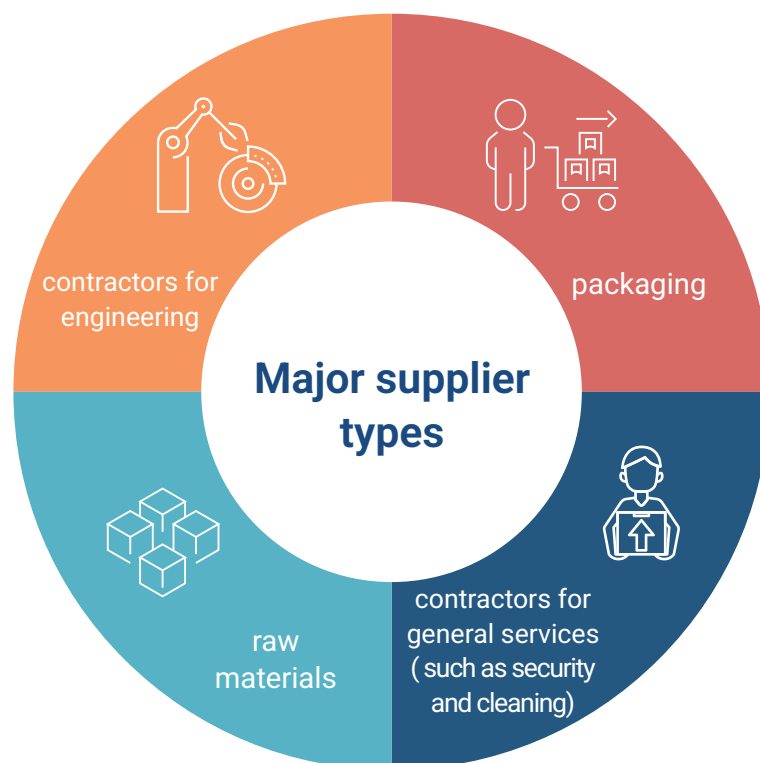 contractors for
engineering
packaging
Major supplier
types
raw
materials
contractors for
general services
( such as security
and cleaning)